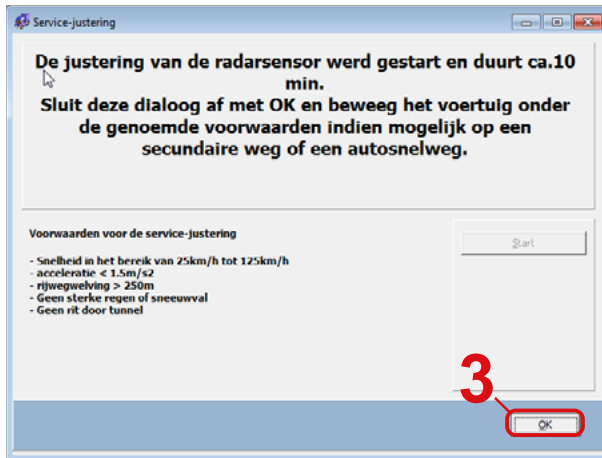 Service-justering
De justering van de radarsensor werd gestart en duurt ca.10
min.
Sluit deze dialoog af met OK en beweeg het voertuig onder
de genoemde voorwaarden indien mogelijk op een
secundaire weg of een autosnelweg.
Voorwaarden voor de service-justering
- Snelheid in het bereik van 25km/h tot 125km/h
- acceleratie < 1.5m/s2
- rijwegwelving > 250m
- Geen sterke regen of sneeuwval
- Geen rit door tunnel
Start
3
OK